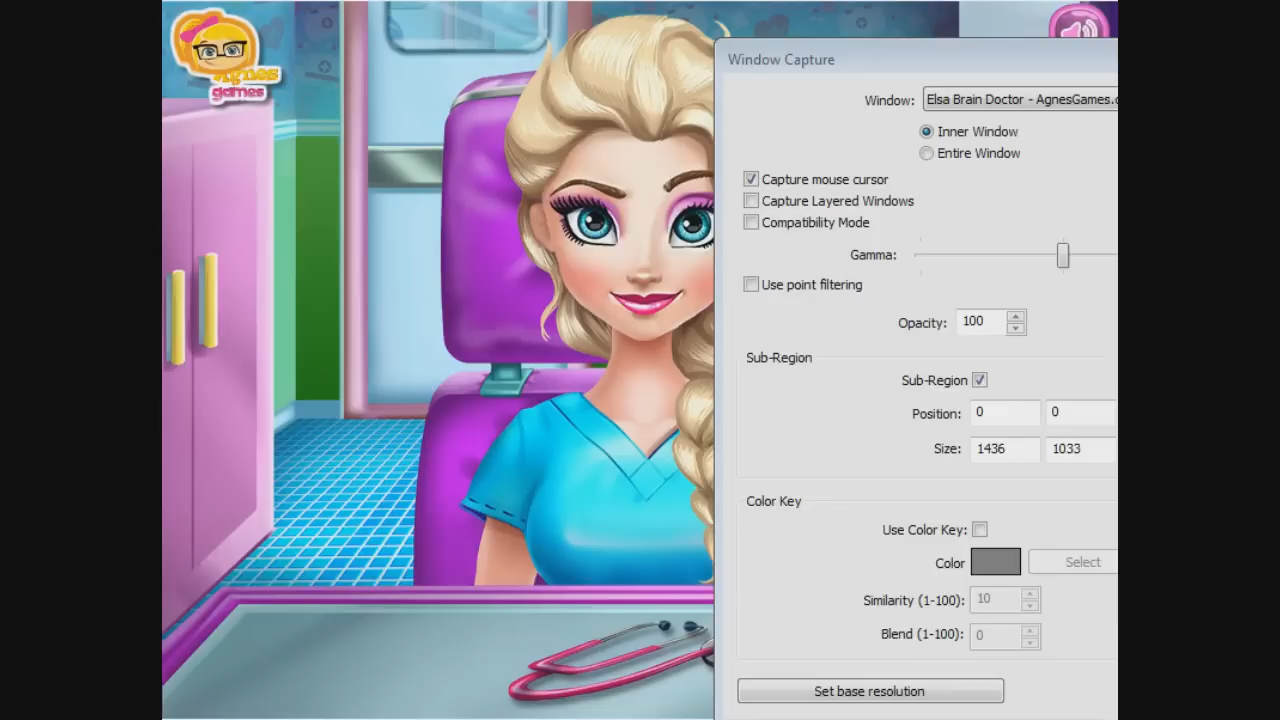 Agnes
games
Window Capture
Window: Elsa Brain Doctor - AgnesGames.c
Inner Window
Entire Window
Capture mouse cursor
Capture Layered Windows
Compatibility Mode
Gamma:
Use point filtering
Opacity: 100
Sub-Region
Sub-Region
Position: 0 0
Size: 1436 1033
Color Key
Use Color Key:
Color Select
Similarity (1-100): 10
Blend (1-100): 0
Set base resolution